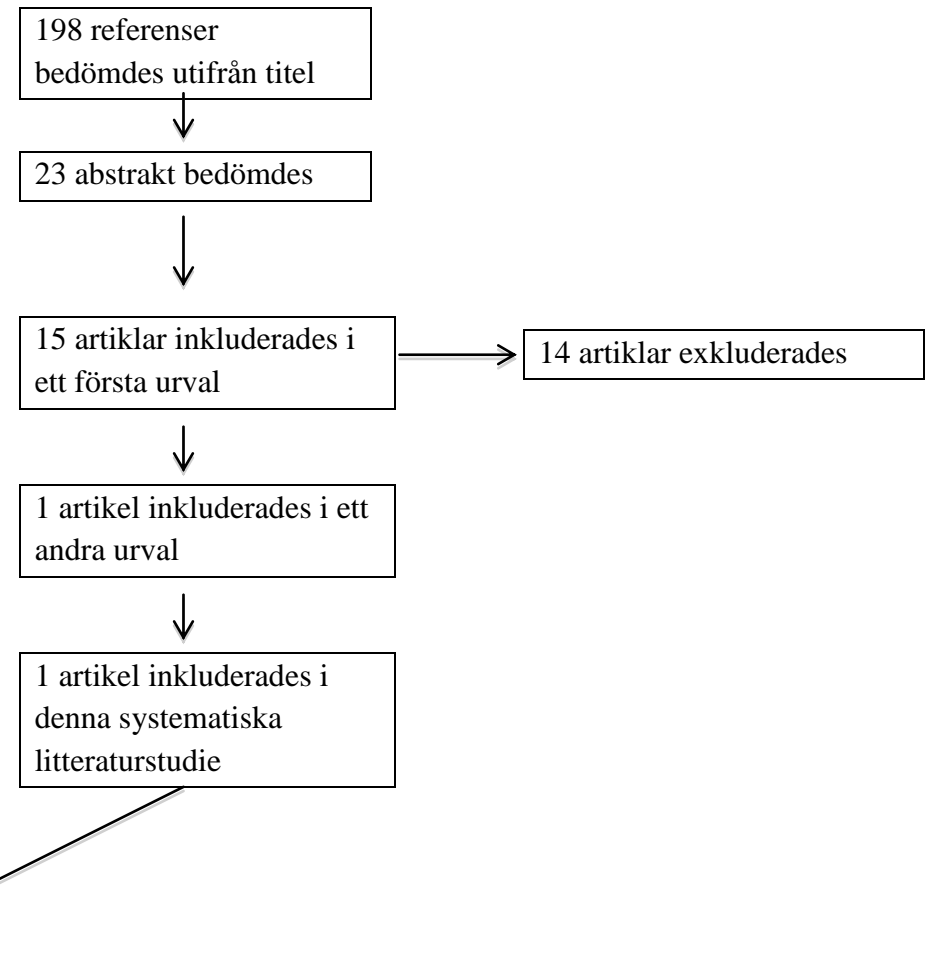 198 referenser
bedömdes utifrån titel
23 abstrakt bedömdes
15 artiklar inkluderades i
ett första urval
14 artiklar exkluderades
1 artikel inkluderades i ett
andra urval
1 artikel inkluderades i
denna systematiska
litteraturstudie